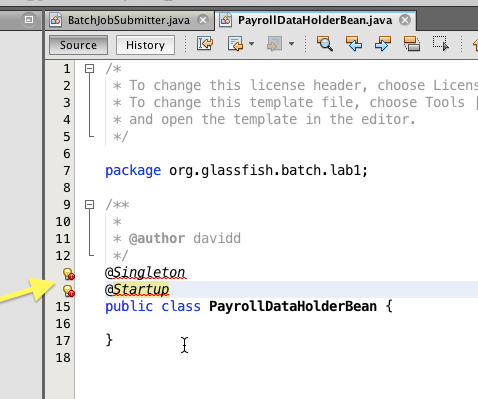 BatchJobSubmitter.java
PayrollDataHolderBean.java
Source
History
1 /*
2 * To change this license header, choose Licens
3 * To change this template file, choose Tools |
4 * and open the template in the editor.
5 */
6
7 package org.glassfish.batch.lab1;
8
9 /**
10 *
11 * @author davidd
12 */
@Singleton
@Startup
15 public class PayrollDataHolderBean {
16
17 }
18